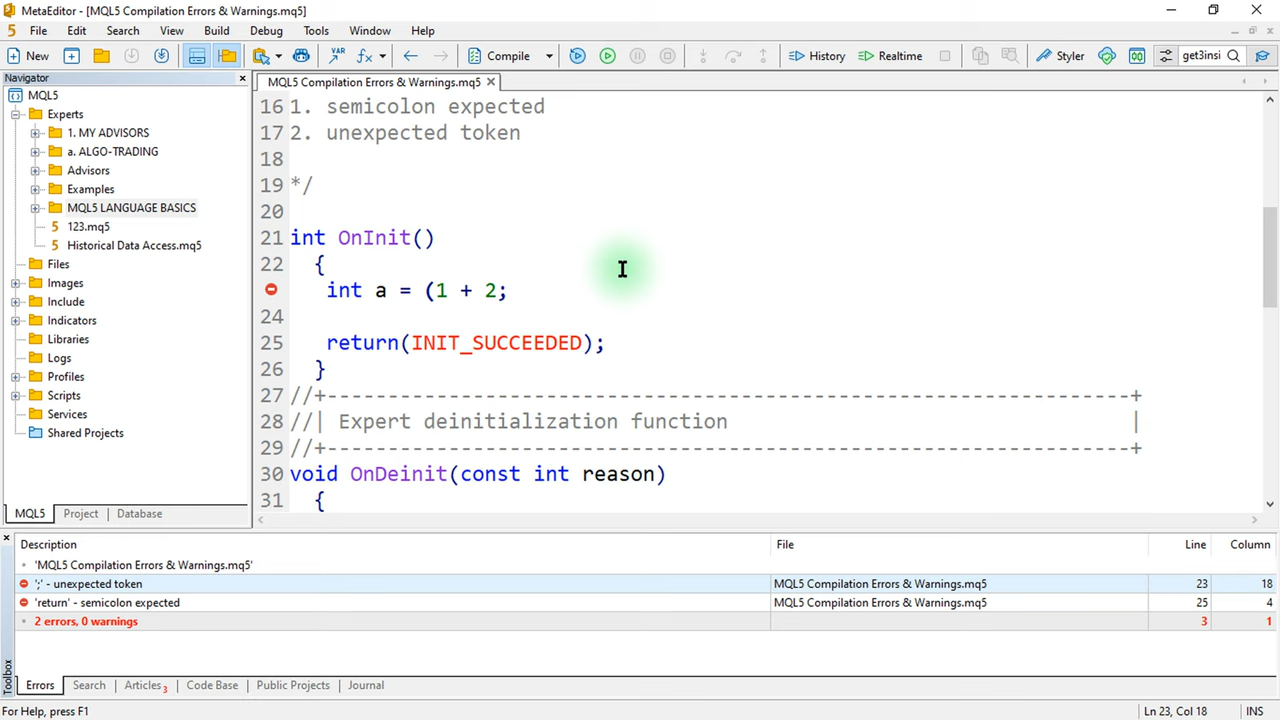 MetaEditor - [MQL5 Compilation Errors & Warnings.mq5]
5 File Edit Search View Build Debug Tools Window Help
New Compile History Realtime Styler get3insi
Navigator
MQL5 Compilation Errors & Warnings.mq5
MQL5
Experts
1. MY ADVISORS
a. ALGO-TRADING
Advisors
Examples
MQL5 LANGUAGE BASICS
123.mq5
Historical Data Access.mq5
Files
Images
Include
Indicators
Libraries
Logs
Profiles
Scripts
Services
Shared Projects
MQL5 Project Database
16 1. semicolon expected
17 2. unexpected token
18
19 */
20
21 int OnInit()
22 {
int a = (1 + 2;
24
25 return(INIT_SUCCEEDED);
26 }
27 //+------------------------------------------------------------------+
28 //| Expert deinitialization function |
29 //+------------------------------------------------------------------+
30 void OnDeinit(const int reason)
31 {
Description File Line Column
'MQL5 Compilation Errors & Warnings.mq5'
';' - unexpected token MQL5 Compilation Errors & Warnings.mq5 23 18
'return' - semicolon expected MQL5 Compilation Errors & Warnings.mq5 25 4
2 errors, 0 warnings 3 1
Toolbox
Errors Search Articles 3 Code Base Public Projects Journal
For Help, press F1 Ln 23, Col 18 INS